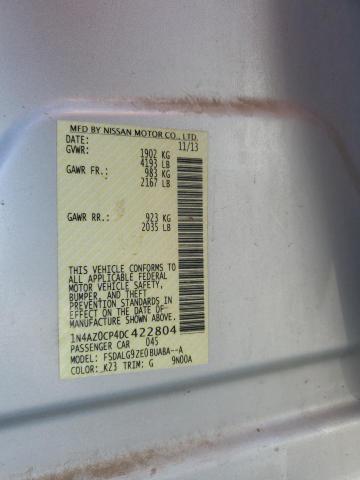 MFD BY NISSAN MOTOR CO., LTD.
DATE: 11/13
GVWR: 1902 KG
4193 LB
GAWR FR.: 983 KG
2167 LB
GAWR RR.: 923 KG
2035 LB
THIS VEHICLE CONFORMS TO
ALL APPLICABLE FEDERAL
MOTOR VEHICLE SAFETY,
BUMPER, AND THEFT
PREVENTION STANDARDS IN
EFFECT ON THE DATE OF
MANUFACTURE SHOWN ABOVE.
1N4AZ0CP4DC422804
PASSENGER CAR 045
MODEL: FSDALG9ZE0BUABA--A
COLOR: K23 TRIM: G 9N00A